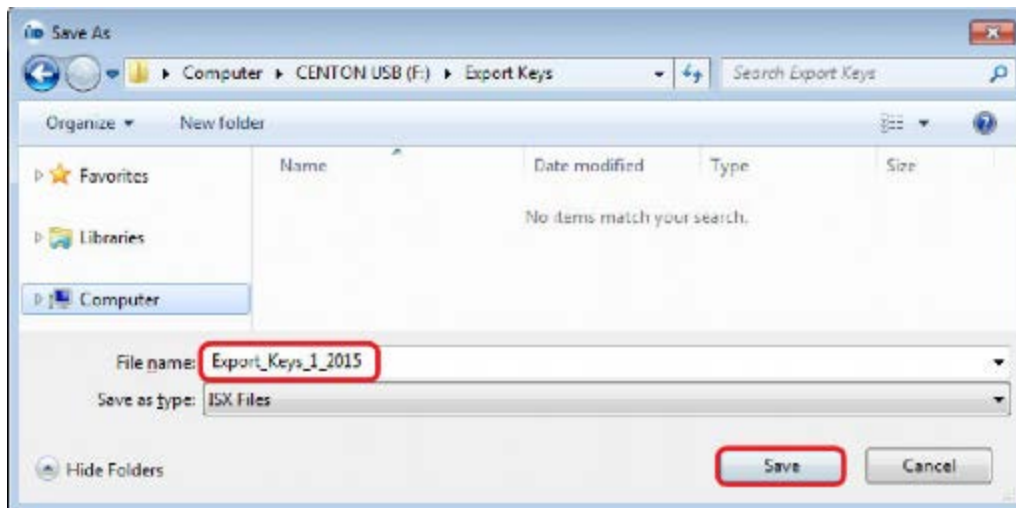 Save As
Computer CENTON USB (F:) Export Keys Search Export Keys
Organize New folder
Name Date modified Type Size
No items match your search.
Favorites
Libraries
Computer
File name: Export_Keys_1_2015
Save as type: ISX Files
Hide Folders Save Cancel